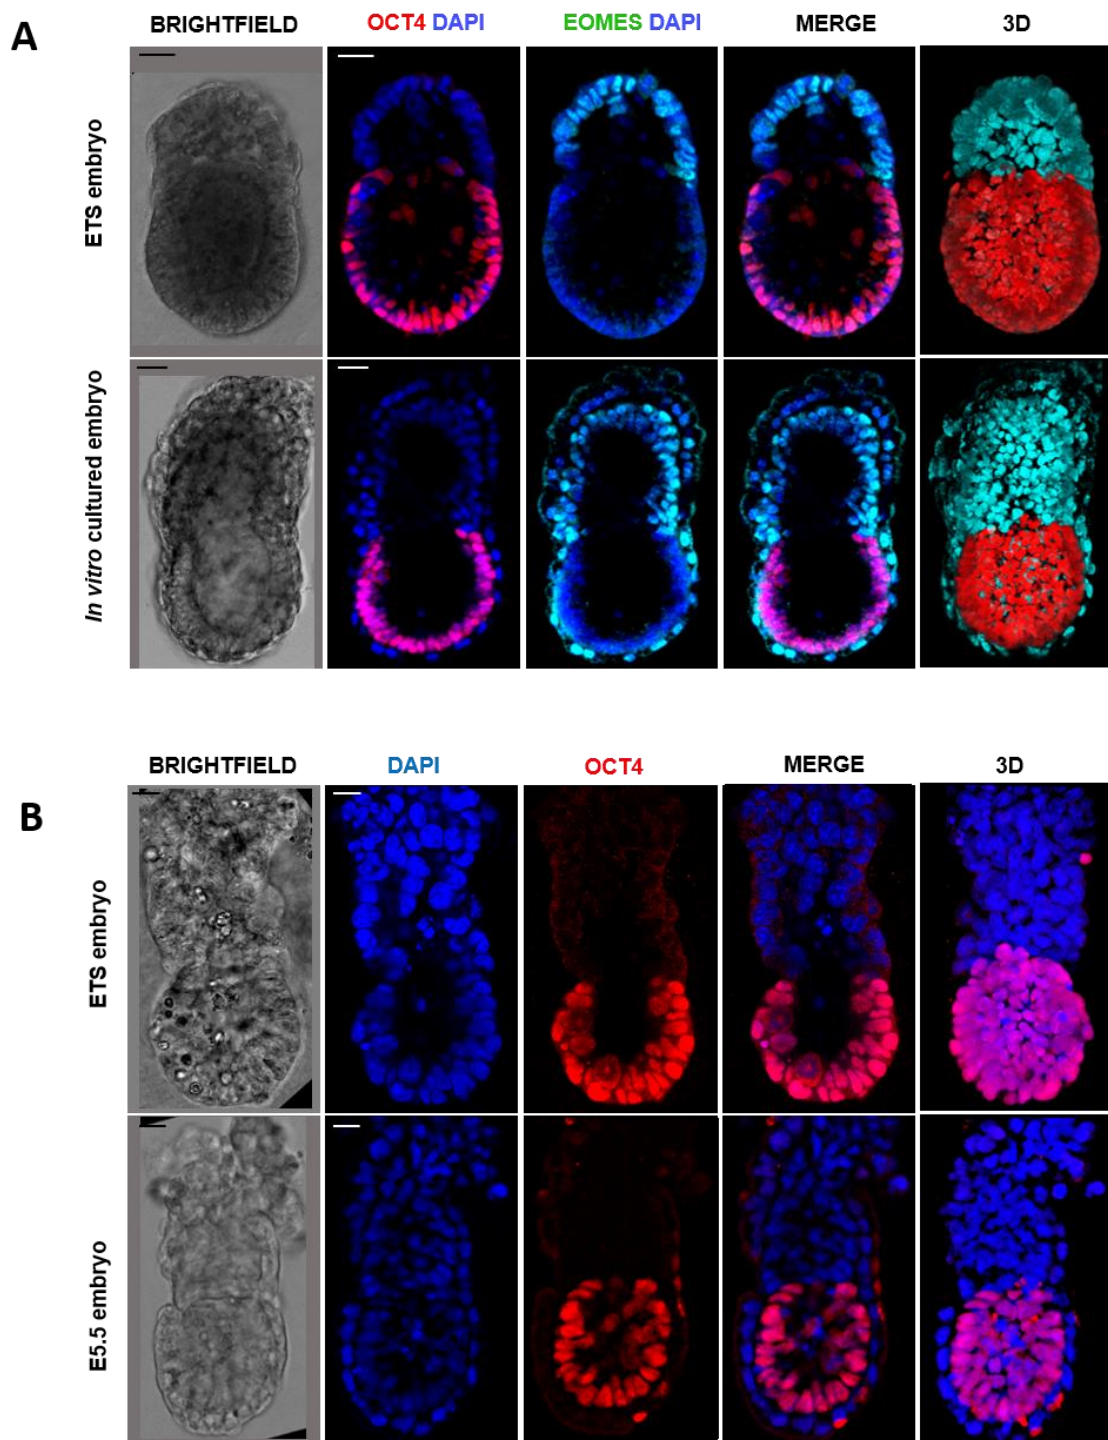 A
BRIGHTFIELD OCT4 DAPI EOMES DAPI MERGE 3D
ETS embryo
In vitro cultured embryo
B
BRIGHTFIELD DAPI OCT4 MERGE 3D
ETS embryo
E5.5 embryo